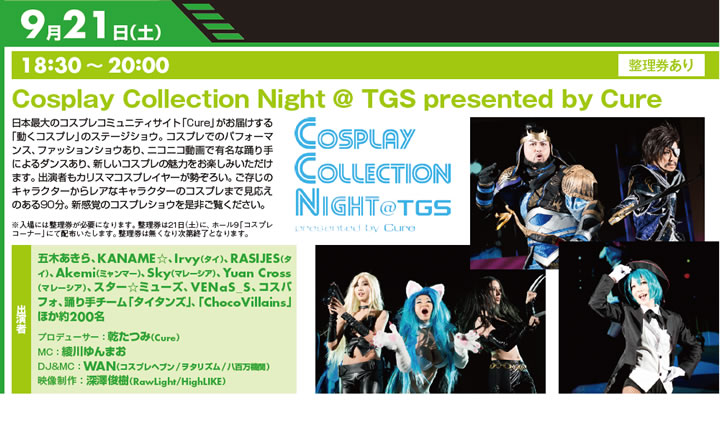 9月21日(土)
18:30 ～ 20:00
整理券あり
Cosplay Collection Night @ TGS presented by Cure
日本最大のコスプレコミュニティサイト「Cure」がお届けする
「動くコスプレ」のステージショウ。コスプレでのパフォーマ
ンス、ファッションショウあり、ニコニコ動画で有名な踊り手
によるダンスあり、新しいコスプレの魅力をお楽しみいただけ
ます。出演者もカリスマコスプレイヤーが勢ぞろい。ご存じの
キャラクターからレアなキャラクターのコスプレまで見応え
のある90分。新感覚のコスプレショウを是非ご覧ください。
※入場には整理券が必要になります。整理券は21日(土)に、ホール9「コスプレ
コーナー」にて配布いたします。整理券は無くなり次第終了となります。
COSPLAY
COLLECTION
NIGHT@TGS
presented by Cure
出演者
五木あきら、KANAME☆、Irvy(タイ)、RASIJES(タ
イ)、Akemi(ミャンマー)、Sky(マレーシア)、Yuan Cross
(マレーシア)、スター☆ミューズ、VENaS_S、コスパ
フォ、踊り手チーム「タイタンズ」、「ChocoVillains」
ほか約200名
プロデューサー：乾たつみ(Cure)
MC：綾川ゆんまお
DJ&MC：WAN(コスプレヘブン/ヲタリズム/八百万機関)
映像制作：深澤俊樹(RawLight/HighLIKE)